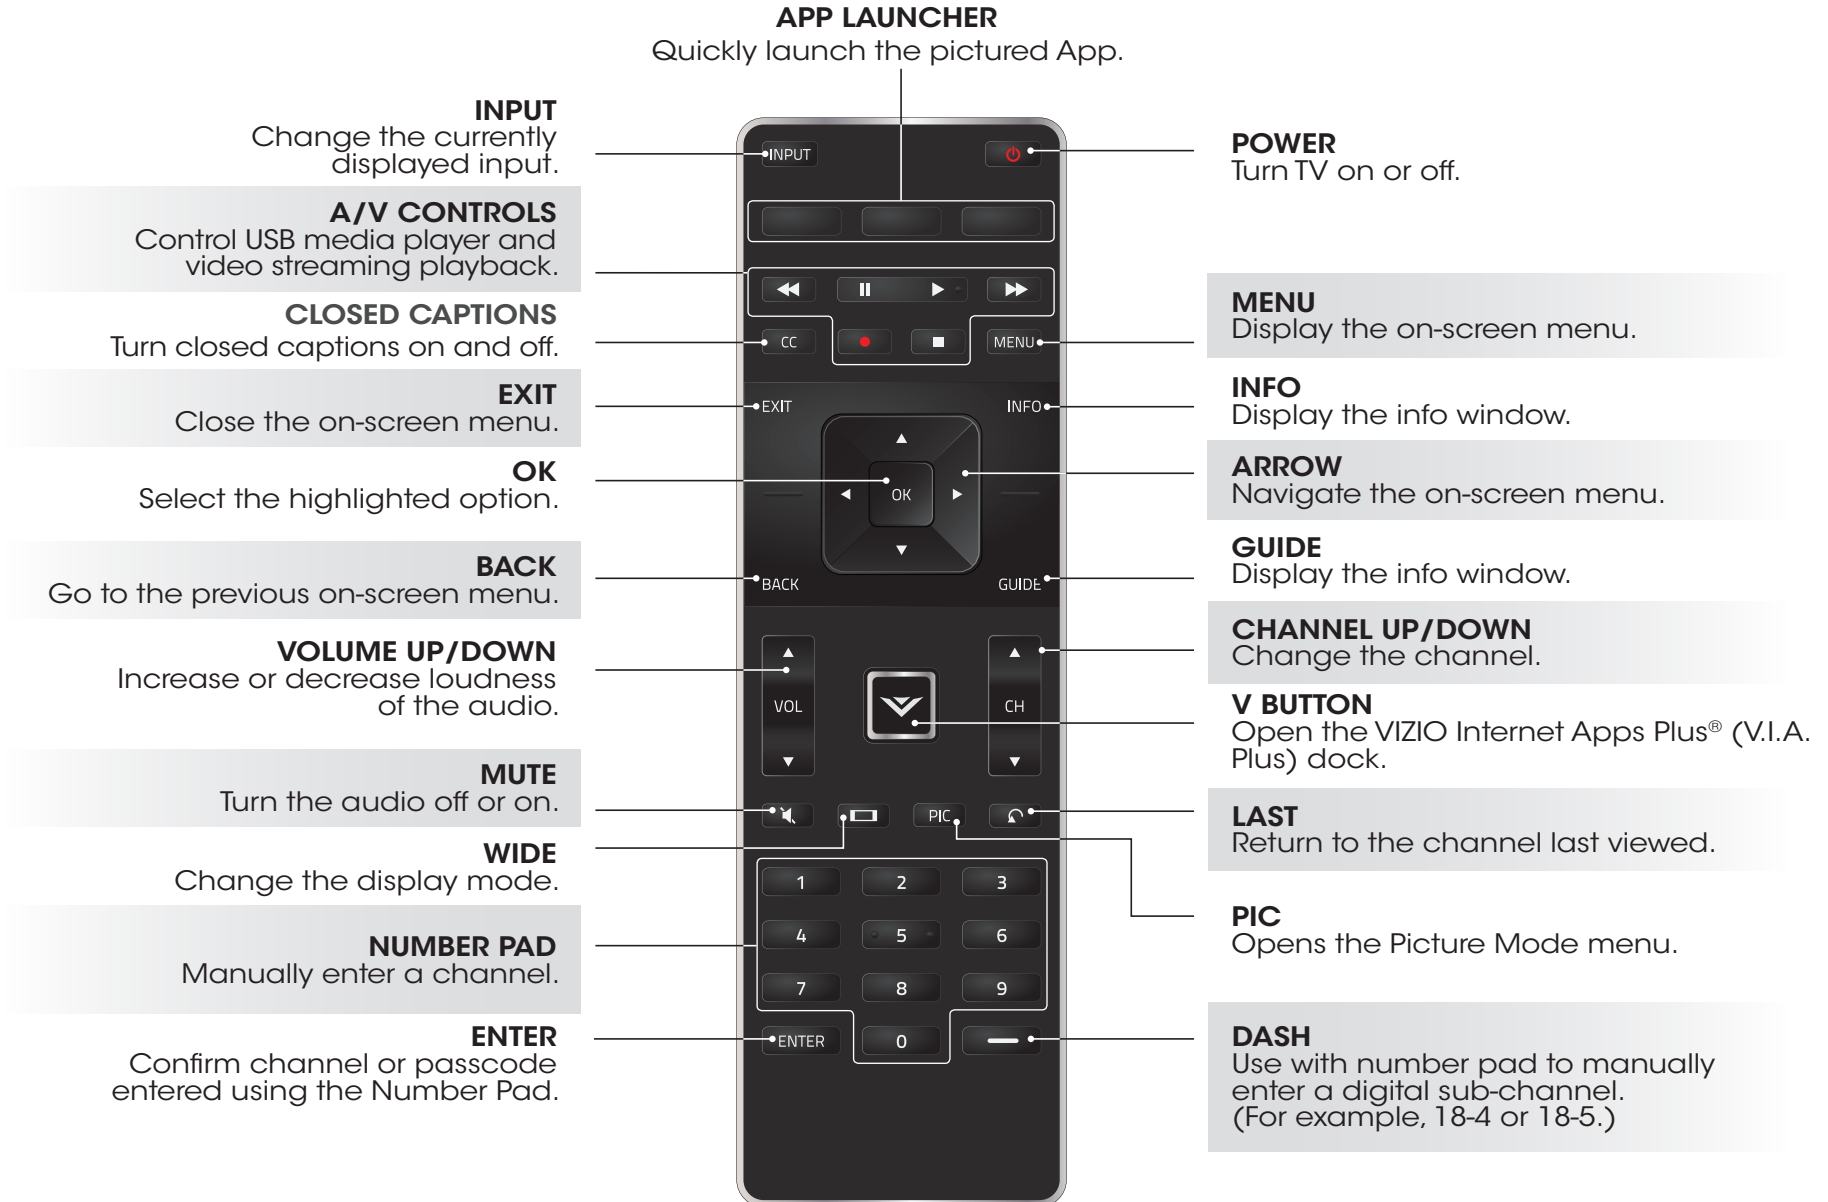 APP LAUNCHER
Quickly launch the pictured App.
INPUT
Change the currently
displayed input.
A/V CONTROLS
Control USB media player and
video streaming playback.
CLOSED CAPTIONS
Turn closed captions on and off.
EXIT
Close the on-screen menu.
OK
Select the highlighted option.
BACK
Go to the previous on-screen menu.
VOLUME UP/DOWN
Increase or decrease loudness
of the audio.
MUTE
Turn the audio off or on.
WIDE
Change the display mode.
NUMBER PAD
Manually enter a channel.
ENTER
Confirm channel or passcode
entered using the Number Pad.
INPUT
CC
MENU
EXIT
INFO
OK
BACK
GUIDE
VOL
CH
PIC
1 2 3
4 5 6
7 8 9
ENTER 0
POWER
Turn TV on or off.
MENU
Display the on-screen menu.
INFO
Display the info window.
ARROW
Navigate the on-screen menu.
GUIDE
Display the info window.
CHANNEL UP/DOWN
Change the channel.
V BUTTON
Open the VIZIO Internet Apps Plus® (V.I.A.
Plus) dock.
LAST
Return to the channel last viewed.
PIC
Opens the Picture Mode menu.
DASH
Use with number pad to manually
enter a digital sub-channel.
(For example, 18-4 or 18-5.)